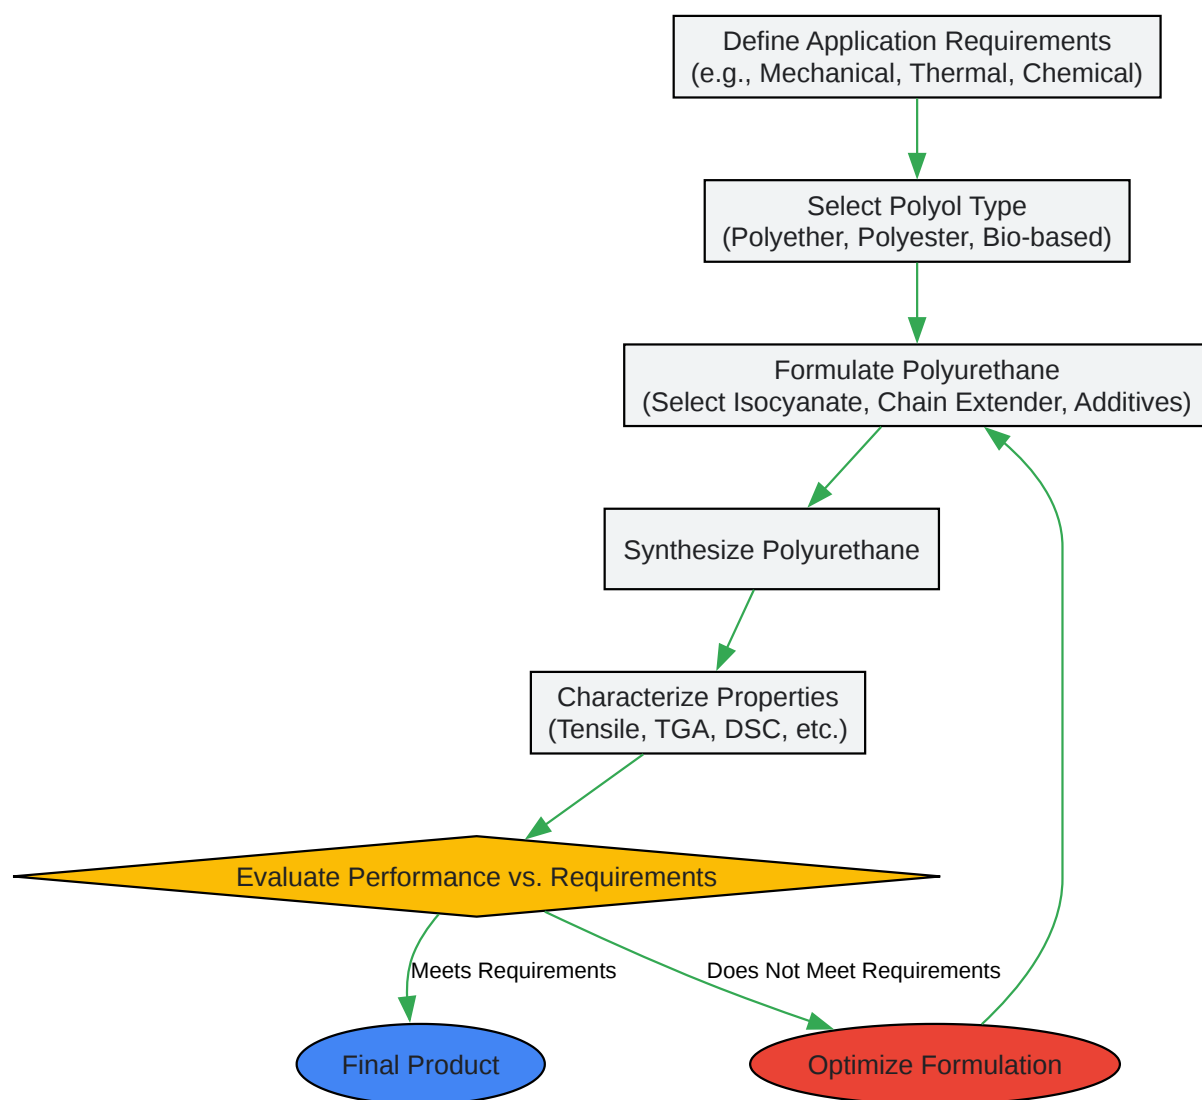 Define Application Requirements
(e.g., Mechanical, Thermal, Chemical)
Select Polyol Type
(Polyether, Polyester, Bio-based)
Formulate Polyurethane
(Select Isocyanate, Chain Extender, Additives)
Synthesize Polyurethane
Characterize Properties
(Tensile, TGA, DSC, etc.)
Evaluate Performance vs. Requirements
Meets Requirements
Does Not Meet Requirements
Final Product
Optimize Formulation